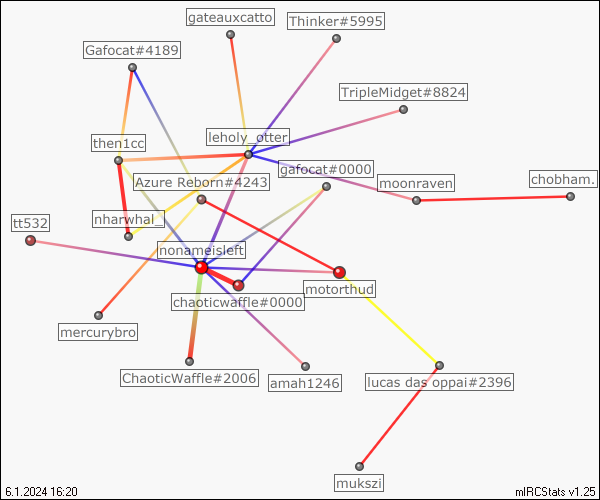 gateauxcatto
Thinker#5995
Gafocat#4189
TripleMidget#8824
leholy_otter
then1cc
gafocat#0000
Azure Reborn#4243
moonraven
chobham.
nharwhal_
tt532
nonameisleft
motorthud
chaoticwaffle#0000
mercurybro
ChaoticWaffle#2006
amah1246
lucas das oppai#2396
mukszi
6.1.2024 16:20
mIRCStats v1.25